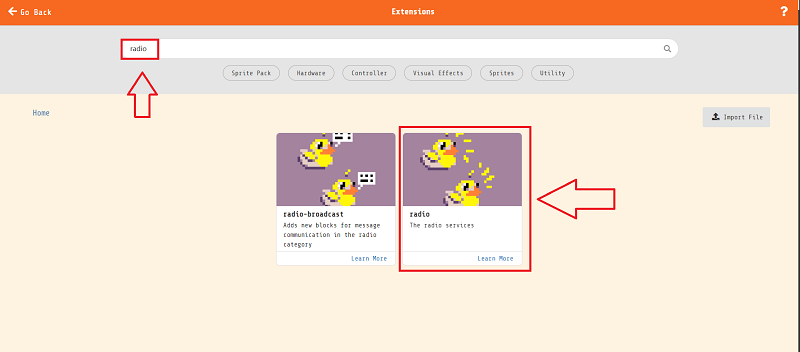 Go Back
Extensions
?
radio
Sprite Pack
Hardware
Controller
Visual Effects
Sprites
Utility
Home
Import File
radio-broadcast
Adds new blocks for message
communication in the radio
category
Learn More
radio
The radio services
Learn More